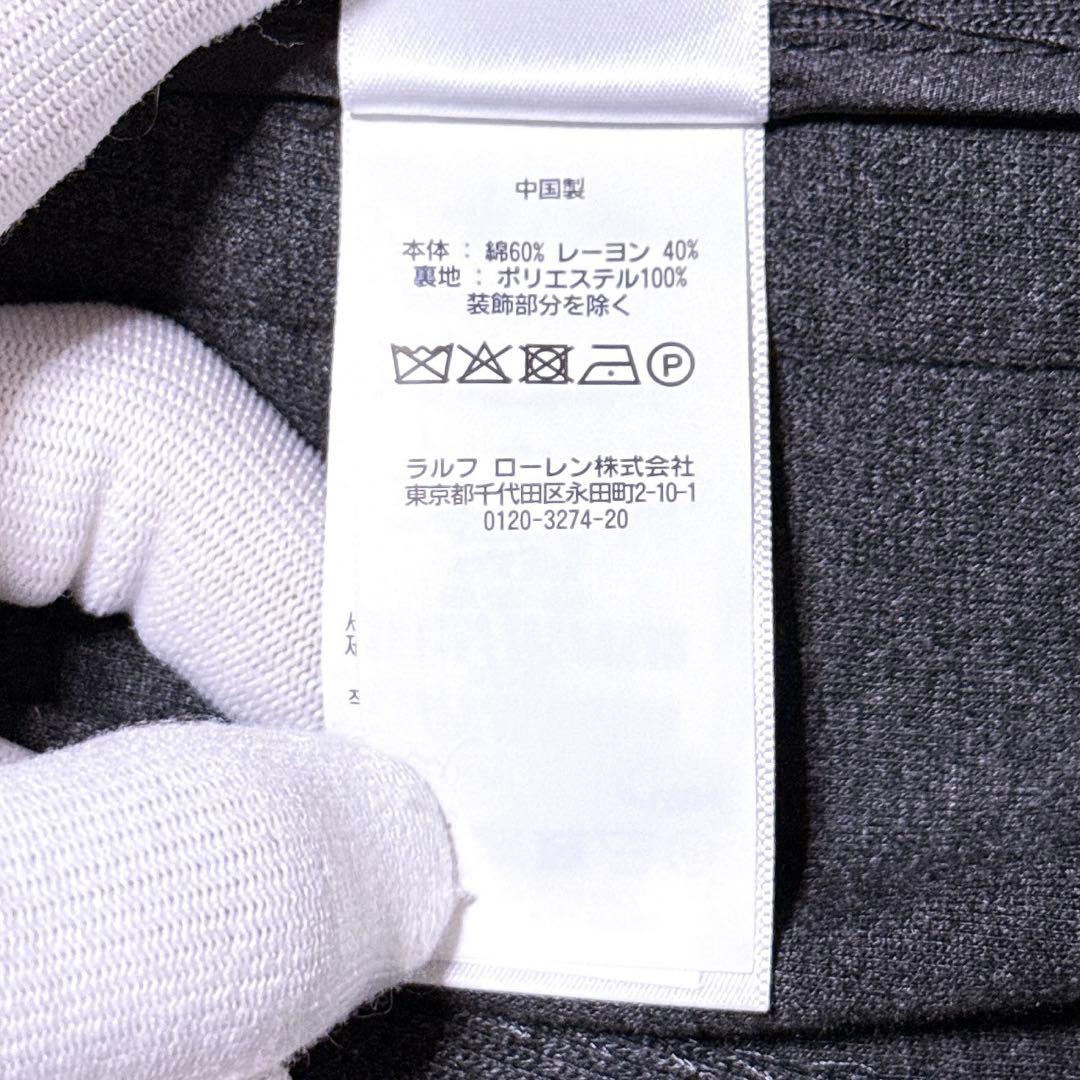 中国製
本体 : 綿60% レーヨン 40%
裏地 : ポリエステル100%
装飾部分を除く
P
ラルフ ローレン株式会社
東京都千代田区永田町2-10-1
0120-3274-20